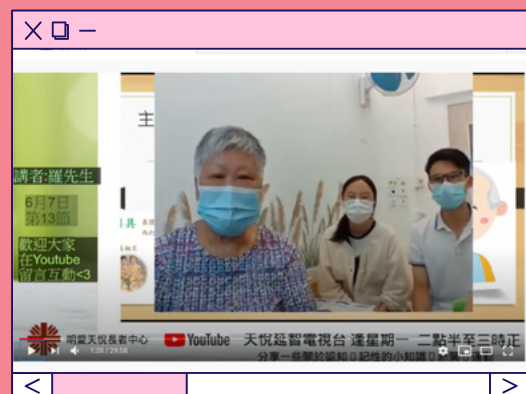 主
講者:羅先生
6月7日
第13節
歡迎大家
在Youtube
留言互動<3
具
明愛天悦長者中心
YouTube
天悅延智電視台 逢星期一 二點半至三時正
分享一些關於認知
記性的小知識
1:28 / 29:58